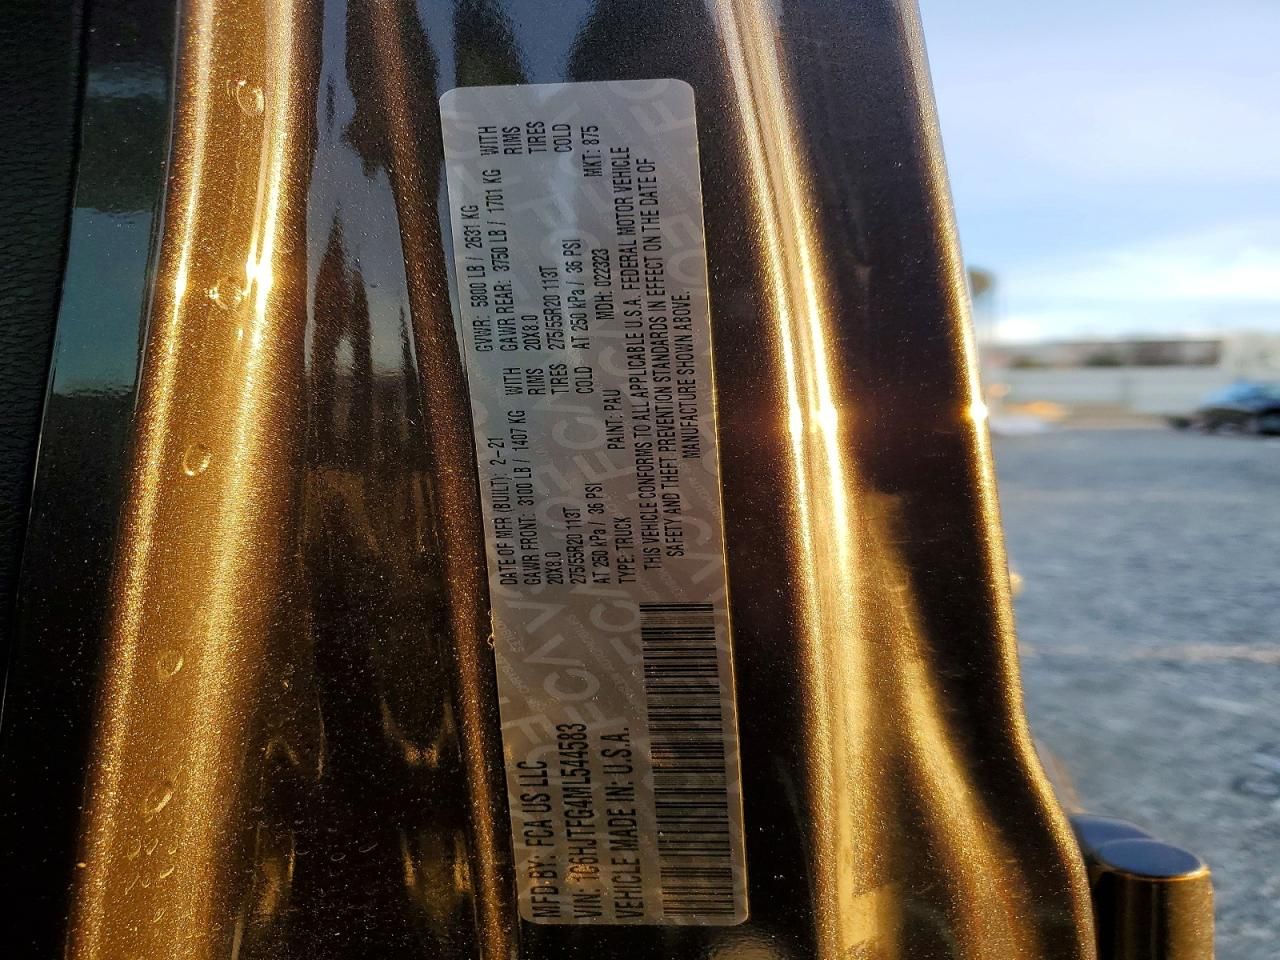 MFD BY: FCA US LLC
DATE OF MFR (BUILT): 2-21
GVWR: 5800 LB / 2631 KG
GAWR FRONT: 3100 LB / 1407 KG WITH
GAWR REAR: 3750 LB / 1701 KG WITH
20X8.0 RIMS
20X8.0 RIMS
275/55R20 113T TIRES
275/55R20 113T TIRES
AT 250 kPa / 36 PSI COLD
AT 250 kPa / 36 PSI COLD
VIN: 1C6HJTFG4ML544583
TYPE: TRUCK PAINT: PAU MDH: 022323 MKT: 875
VEHICLE MADE IN: U.S.A.
THIS VEHICLE CONFORMS TO ALL APPLICABLE U.S.A. FEDERAL MOTOR VEHICLE
SAFETY AND THEFT PREVENTION STANDARDS IN EFFECT ON THE DATE OF
MANUFACTURE SHOWN ABOVE.